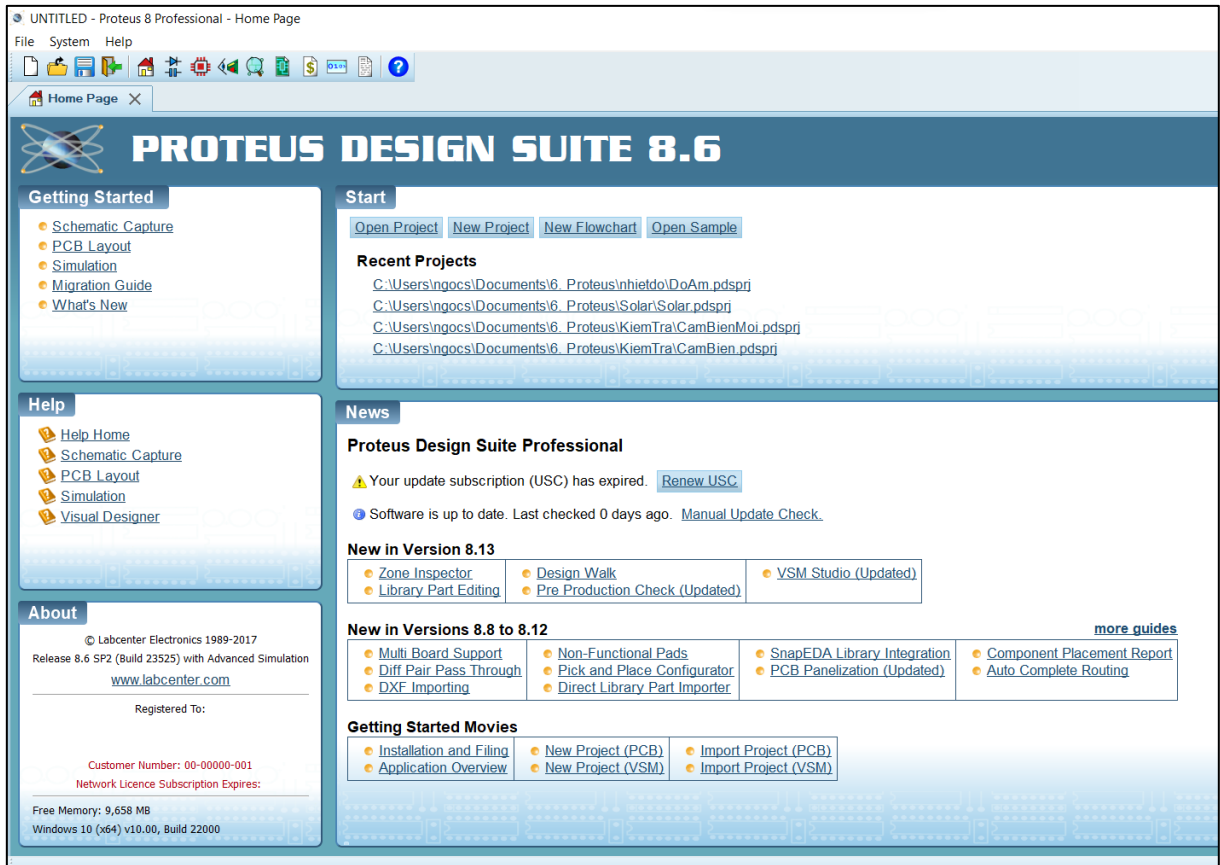 UNTITLED - Proteus 8 Professional - Home Page
File System Help
Home Page
PROTEUS DESIGN SUITE 8.6
Getting Started
Schematic Capture
PCB Layout
Simulation
Migration Guide
What's New
Start
Open Project New Project New Flowchart Open Sample
Recent Projects
C:\Users\ngocs\Documents\6. Proteus\nhietdo\DoAm.pdsprj
C:\Users\ngocs\Documents\6. Proteus\Solar\Solar.pdsprj
C:\Users\ngocs\Documents\6. Proteus\KiemTra\CamBienMoi.pdsprj
C:\Users\ngocs\Documents\6. Proteus\KiemTra\CamBien.pdsprj
Help
Help Home
Schematic Capture
PCB Layout
Simulation
Visual Designer
News
Proteus Design Suite Professional
Your update subscription (USC) has expired. Renew USC
Software is up to date. Last checked 0 days ago. Manual Update Check.
New in Version 8.13
Zone Inspector Design Walk VSM Studio (Updated)
Library Part Editing Pre Production Check (Updated)
New in Versions 8.8 to 8.12 more guides
Multi Board Support Non-Functional Pads SnapEDA Library Integration Component Placement Report
Diff Pair Pass Through Pick and Place Configurator PCB Panelization (Updated) Auto Complete Routing
DXF Importing Direct Library Part Importer
Getting Started Movies
Installation and Filing New Project (PCB) Import Project (PCB)
Application Overview New Project (VSM) Import Project (VSM)
About
© Labcenter Electronics 1989-2017
Release 8.6 SP2 (Build 23525) with Advanced Simulation
www.labcenter.com
Registered To:
Customer Number: 00-00000-001
Network Licence Subscription Expires:
Free Memory: 9,658 MB
Windows 10 (x64) v10.00, Build 22000